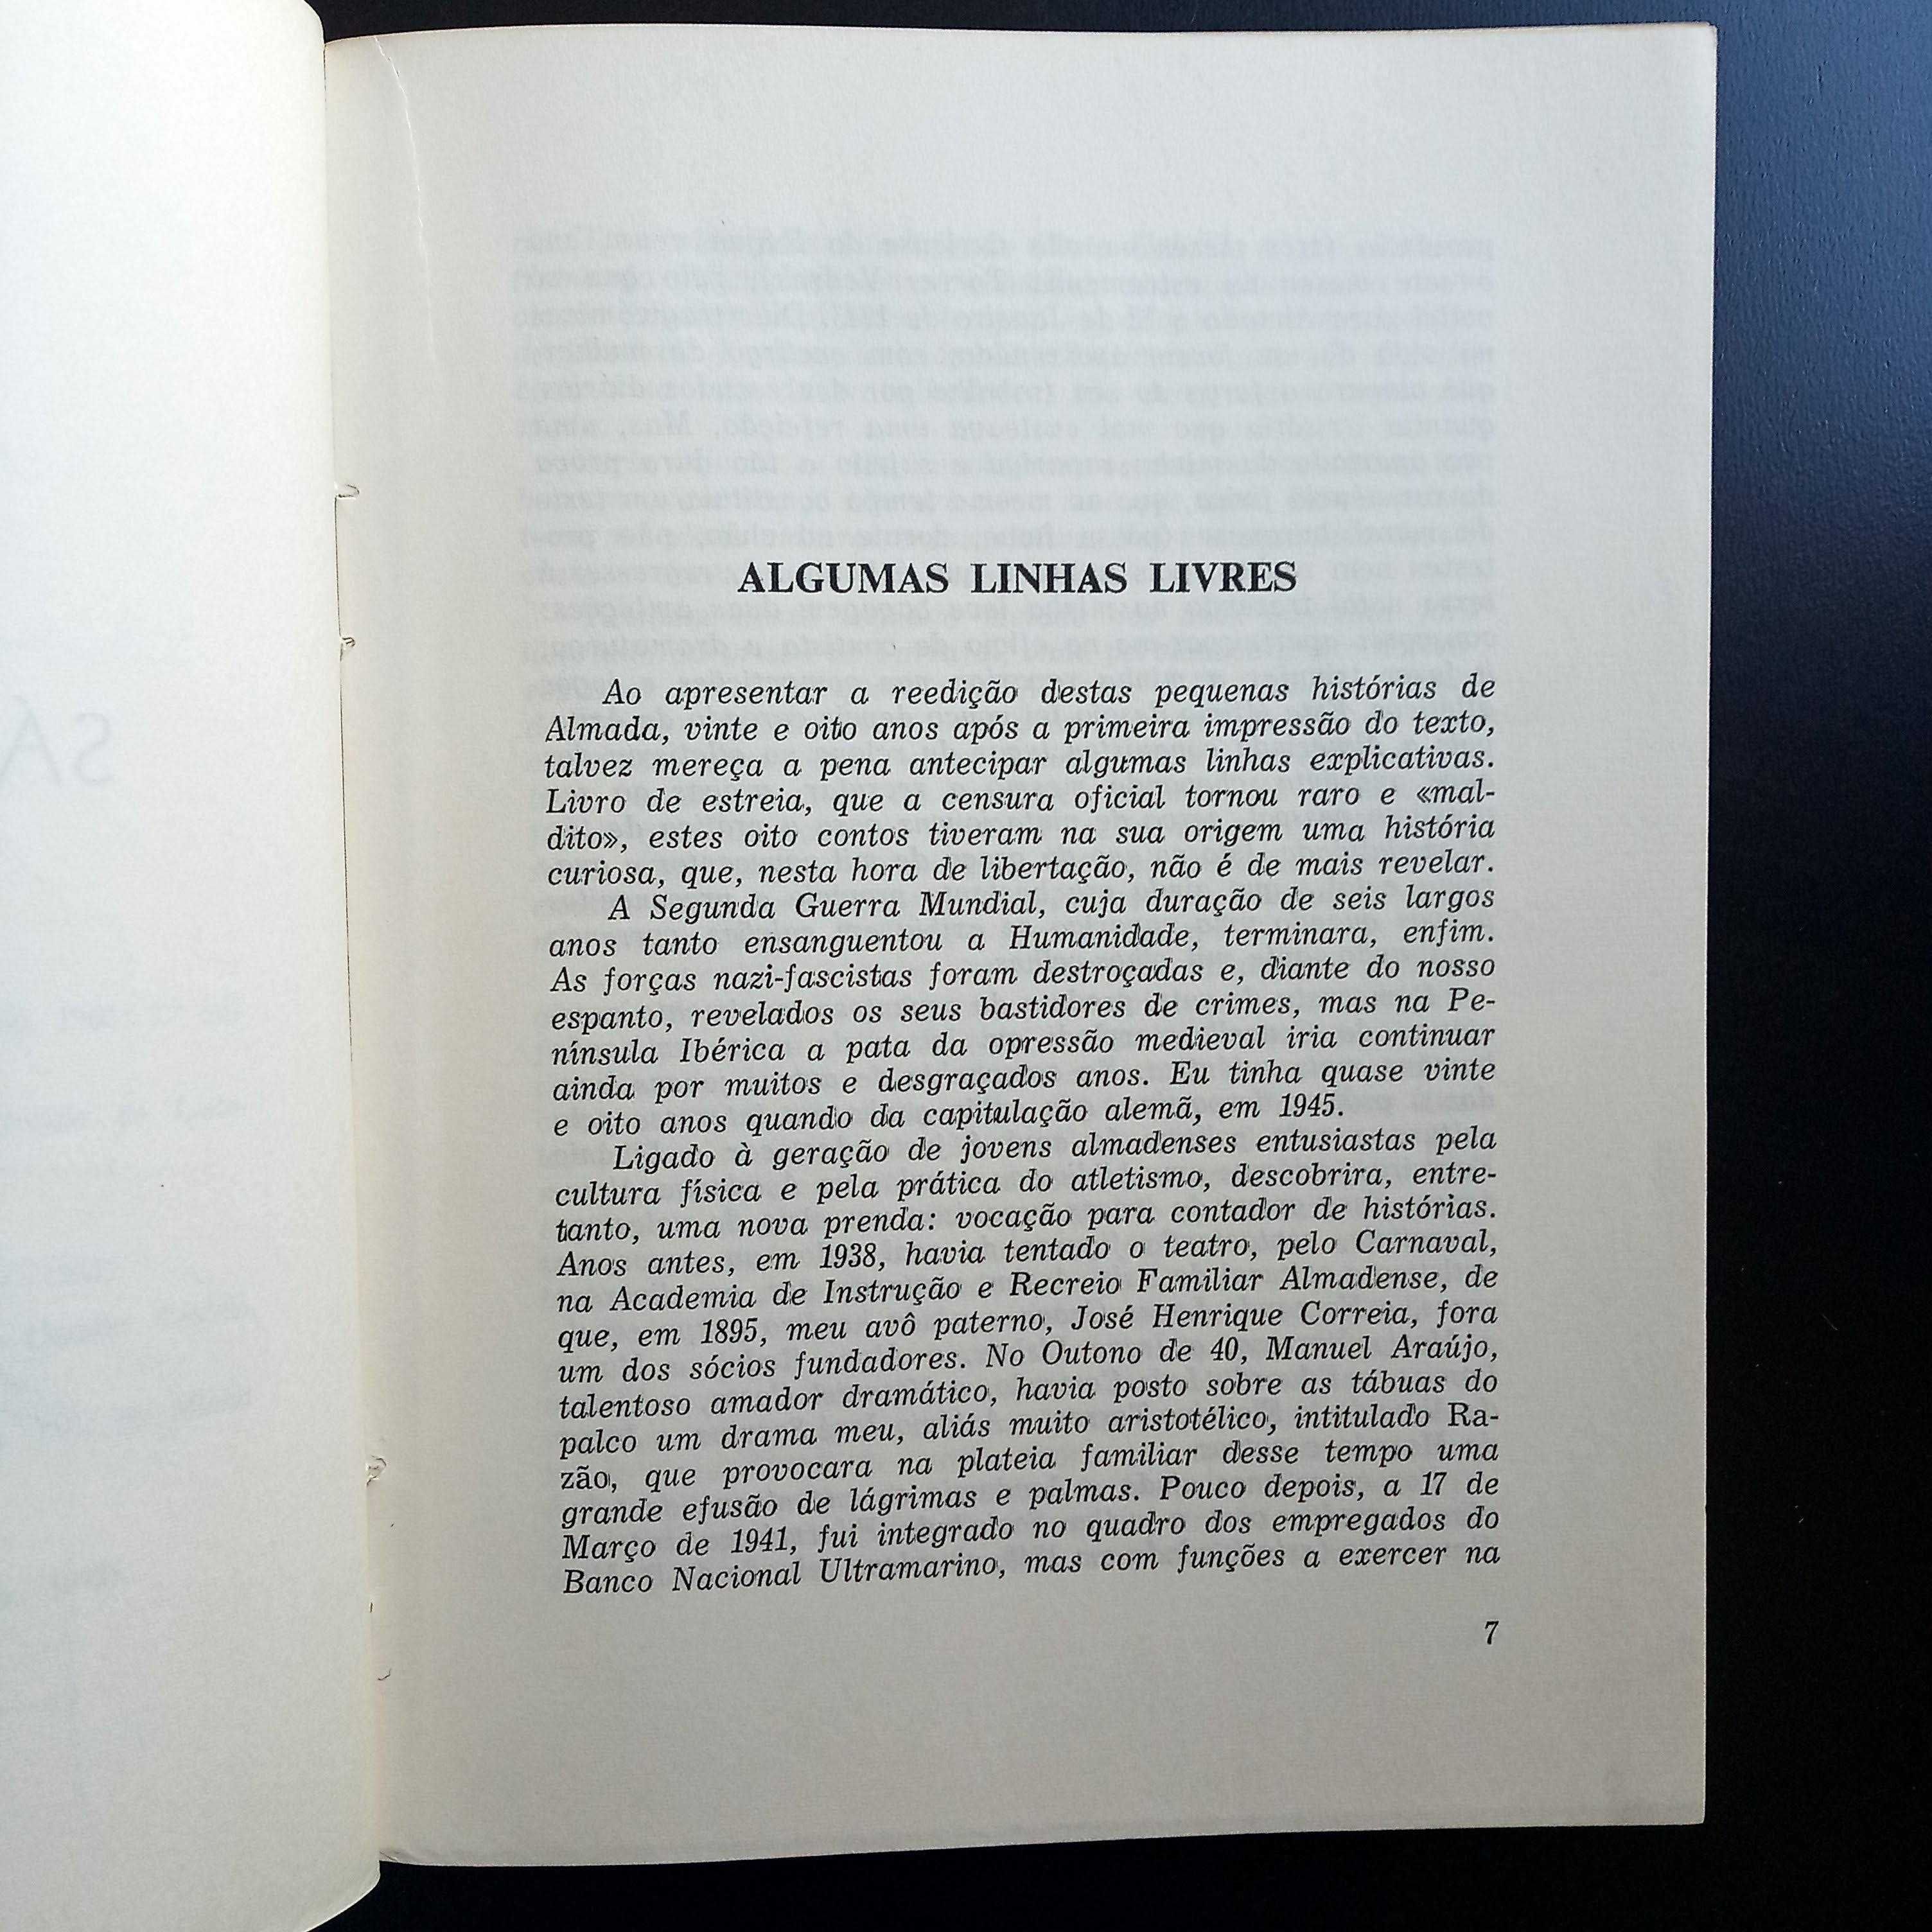 ALGUMAS LINHAS LIVRES
Ao apresentar a reedição destas pequenas histórias de
Almada, vinte e oito anos após a primeira impressão do texto,
talvez mereça a pena antecipar algumas linhas explicativas.
Livro de estreia, que a censura oficial tornou raro e «mal-
dito», estes oito contos tiveram na sua origem uma história
curiosa, que, nesta hora de libertação, não é de mais revelar.
A Segunda Guerra Mundial, cuja duração de seis largos
anos tanto ensanguentou a Humanidade, terminara, enfim.
As forças nazi-fascistas foram destroçadas e, diante do nosso
espanto, revelados os seus bastidores de crimes, mas na Pe-
nínsula Ibérica a pata da opressão medieval iria continuar
ainda por muitos e desgraçados anos. Eu tinha quase vinte
e oito anos quando da capitulação alemã, em 1945.
Ligado à geração de jovens almadenses entusiastas pela
cultura física e pela prática do atletismo, descobrira, entre-
tanto, uma nova prenda: vocação para contador de histórias.
Anos antes, em 1938, havia tentado o teatro, pelo Carnaval,
na Academia de Instrução e Recreio Familiar Almadense, de
que, em 1895, meu avô paterno, José Henrique Correia, fora
um dos sócios fundadores. No Outono de 40, Manuel Araújo,
talentoso amador dramático, havia posto sobre as tábuas do
palco um drama meu, aliás muito aristotélico, intitulado Ra-
zão, que provocara na plateia familiar desse tempo uma
grande efusão de lágrimas e palmas. Pouco depois, a 17 de
Março de 1941, fui integrado no quadro dos empregados do
Banco Nacional Ultramarino, mas com funções a exercer na
7